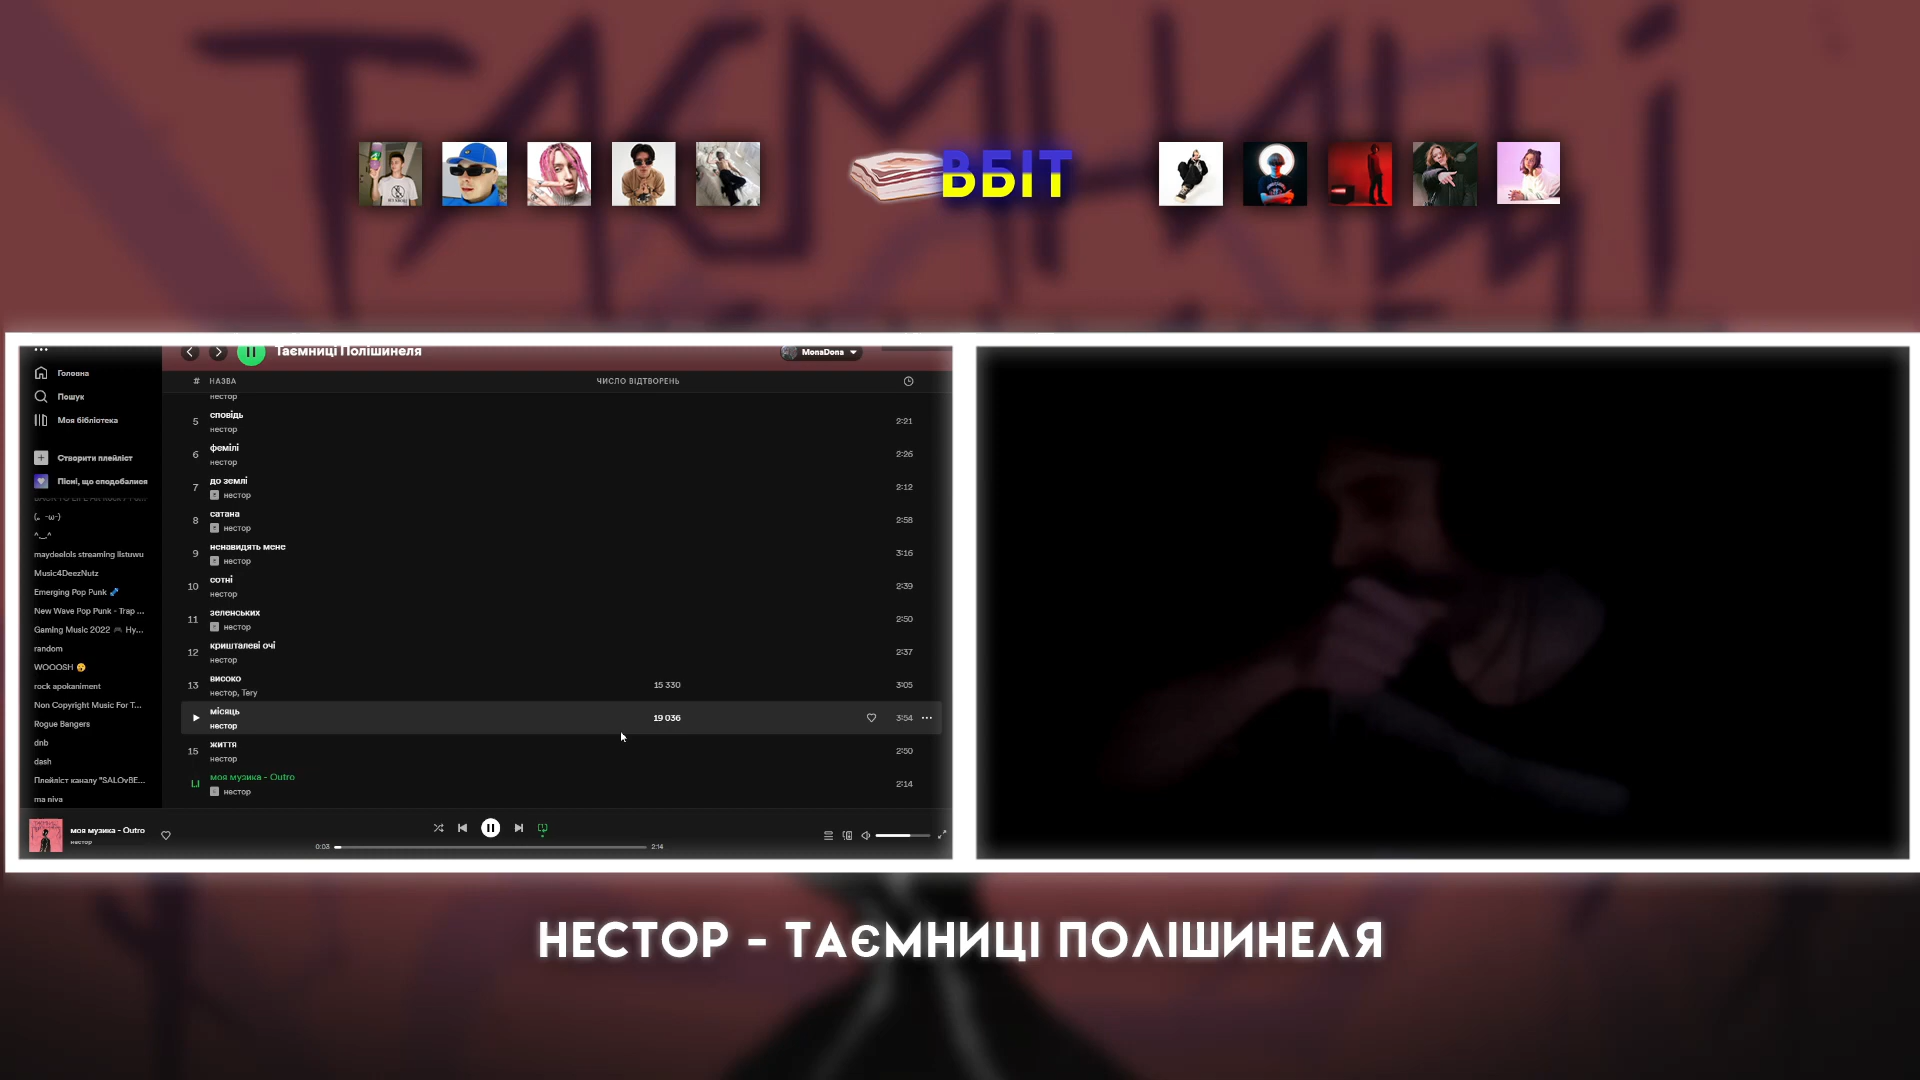 ТАЄМНИЦІ
ВБІТ
Таємниці Полішинеля
MonaDona
# НАЗВА ЧИСЛО ВІДТВОРЕНЬ
Головна
Пошук
Моя бібліотека
Створити плейліст
Пісні, що сподобалися
(。-ω-)
^‿^
maydeelols streaming listuwu
Music4DeezNutz
Emerging Pop Punk
New Wave Pop Punk - Trap ...
Gaming Music 2022 🎮 Hy...
random
WOOOSH 😮
rock apokaniment
Non Copyright Music For T...
Rogue Bangers
dnb
dash
Плейліст каналу "SALOvBE...
ma niva
нестор
5 сповідь 2:21
нестор
6 фемілі 2:26
нестор
7 до землі 2:12
E нестор
8 сатана 2:58
E нестор
9 ненавидять мене 3:16
E нестор
10 сотні 2:39
нестор
11 зеленських 2:50
E нестор
12 кришталеві очі 2:37
нестор
13 високо 15 330 3:05
нестор, Tery
місяць 19 036 3:54
нестор
15 життя 2:50
нестор
моя музика - Outro 2:14
E нестор
моя музика - Outro
нестор
0:03 2:14
НЕСТОР - ТАЄМНИЦІ ПОЛІШИНЕЛЯ